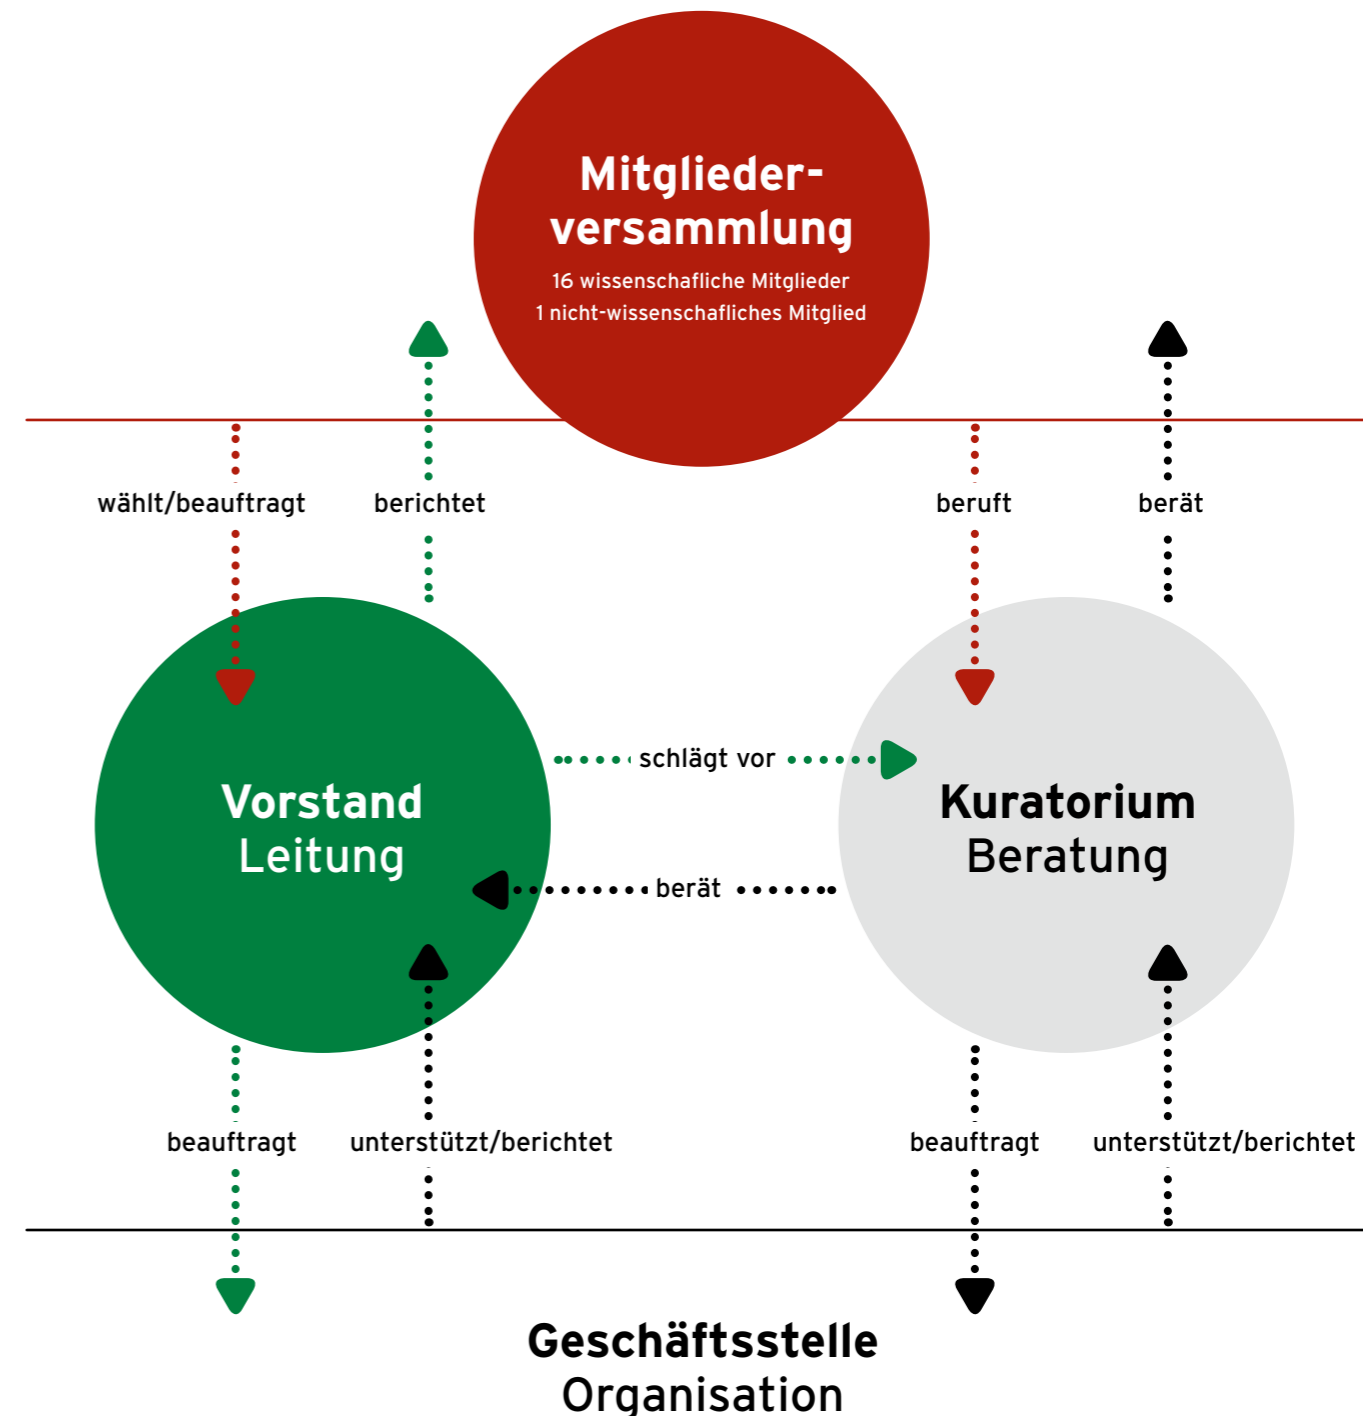 Mitglieder-
versammlung
16 wissenschafliche Mitglieder
1 nicht-wissenschafliches Mitglied
wählt/beauftragt
berichtet
beruft
berät
schlägt vor
Vorstand
Leitung
Kuratorium
Beratung
berät
beauftragt
unterstützt/berichtet
beauftragt
unterstützt/berichtet
Geschäftsstelle
Organisation